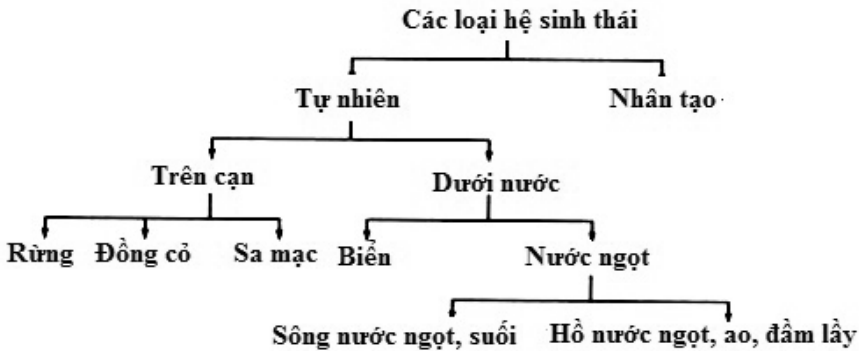 Các loại hệ sinh thái
Tự nhiên Nhân tạo
Trên cạn Dưới nước
Rừng Đồng cỏ Sa mạc Biển Nước ngọt
Sông nước ngọt, suối Hồ nước ngọt, ao, đầm lầy